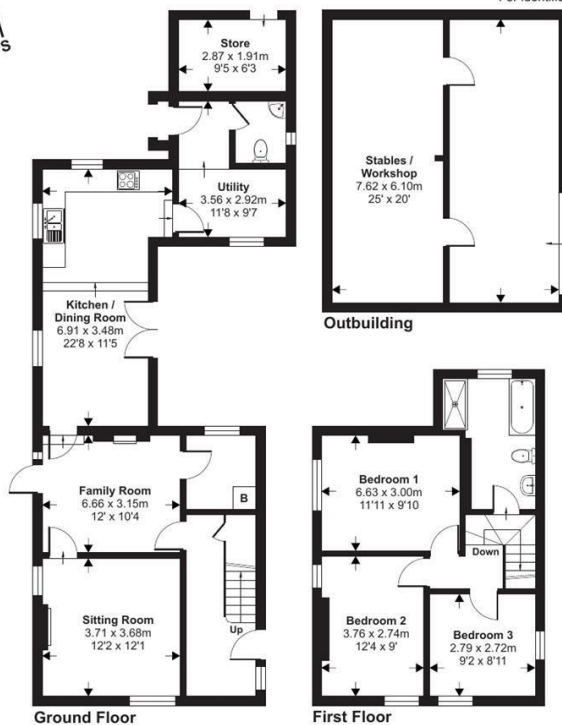 S
Store
2.87 x 1.91m
9'5 x 6'3
Utility
3.56 x 2.92m
11'8 x 9'7
Stables /
Workshop
7.62 x 6.10m
25' x 20'
Outbuilding
Kitchen /
Dining Room
6.91 x 3.48m
22'8 x 11'5
Family Room
6.66 x 3.15m
12' x 10'4
B
Sitting Room
3.71 x 3.68m
12'2 x 12'1
Up
Ground Floor
Bedroom 1
6.63 x 3.00m
11'11 x 9'10
Down
Bedroom 2
3.76 x 2.74m
12'4 x 9'
Bedroom 3
2.79 x 2.72m
9'2 x 8'11
First Floor